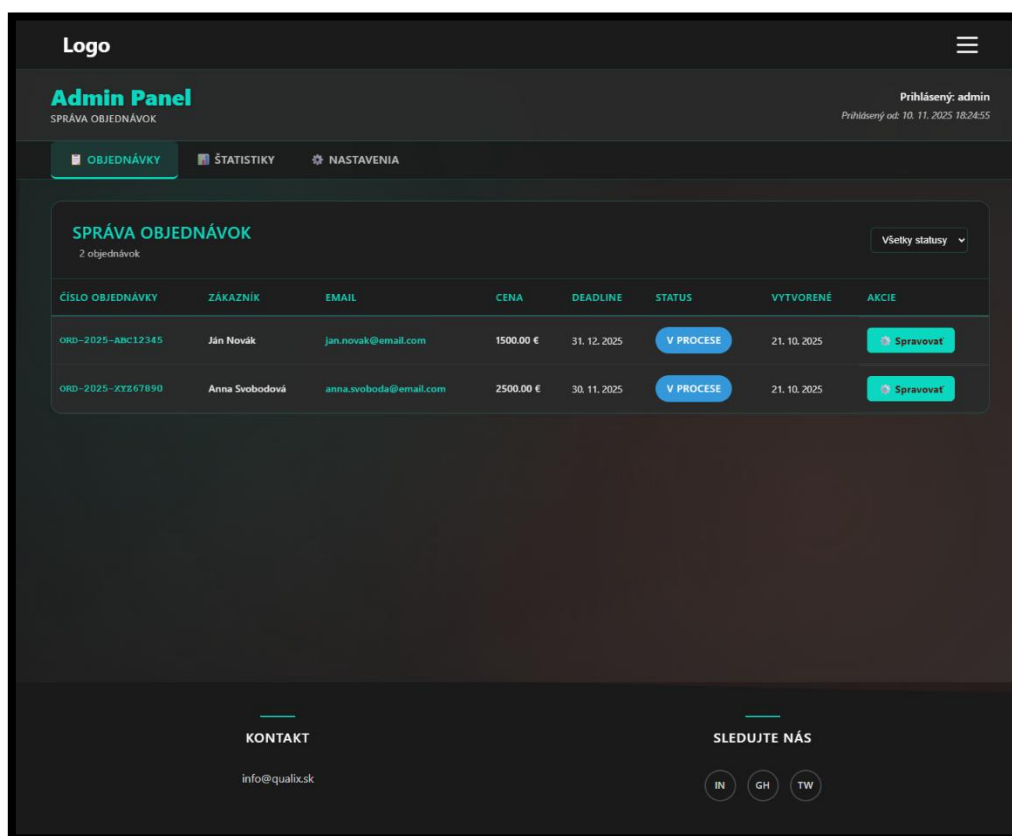 Logo
Admin Panel
SPRÁVA OBJEDNÁVOK
Prihlásený: admin
Prihlásený od: 10. 11. 2025 18:24:55
OBJEDNÁVKY ŠTATISTIKY NASTAVENIA
SPRÁVA OBJEDNÁVOK
2 objednávok
Všetky statusy
ČÍSLO OBJEDNÁVKY ZÁKAZNÍK EMAIL CENA DEADLINE STATUS VYTVORENÉ AKCIE
ORD-2025-ABC12345 Ján Novák jan.novak@email.com 1500.00 € 31. 12. 2025 V PROCESE 21. 10. 2025 Spravovať
ORD-2025-XYZ67890 Anna Svobodová anna.svoboda@email.com 2500.00 € 30. 11. 2025 V PROCESE 21. 10. 2025 Spravovať
KONTAKT
info@qualix.sk
SLEDUJTE NÁS
IN GH TW